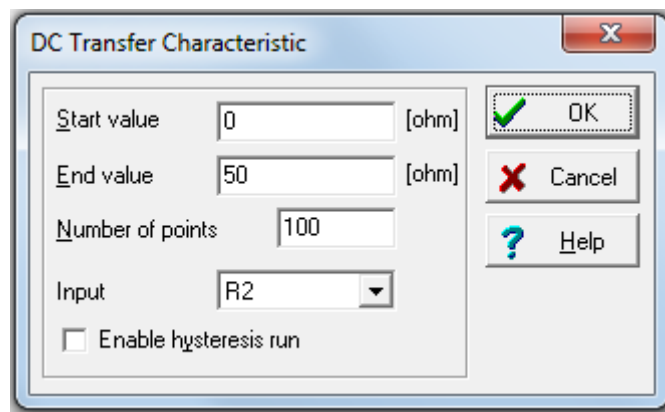 DC Transfer Characteristic
Start value 0 [ohm]
End value 50 [ohm]
Number of points 100
Input R2
Enable hysteresis run
OK
Cancel
Help